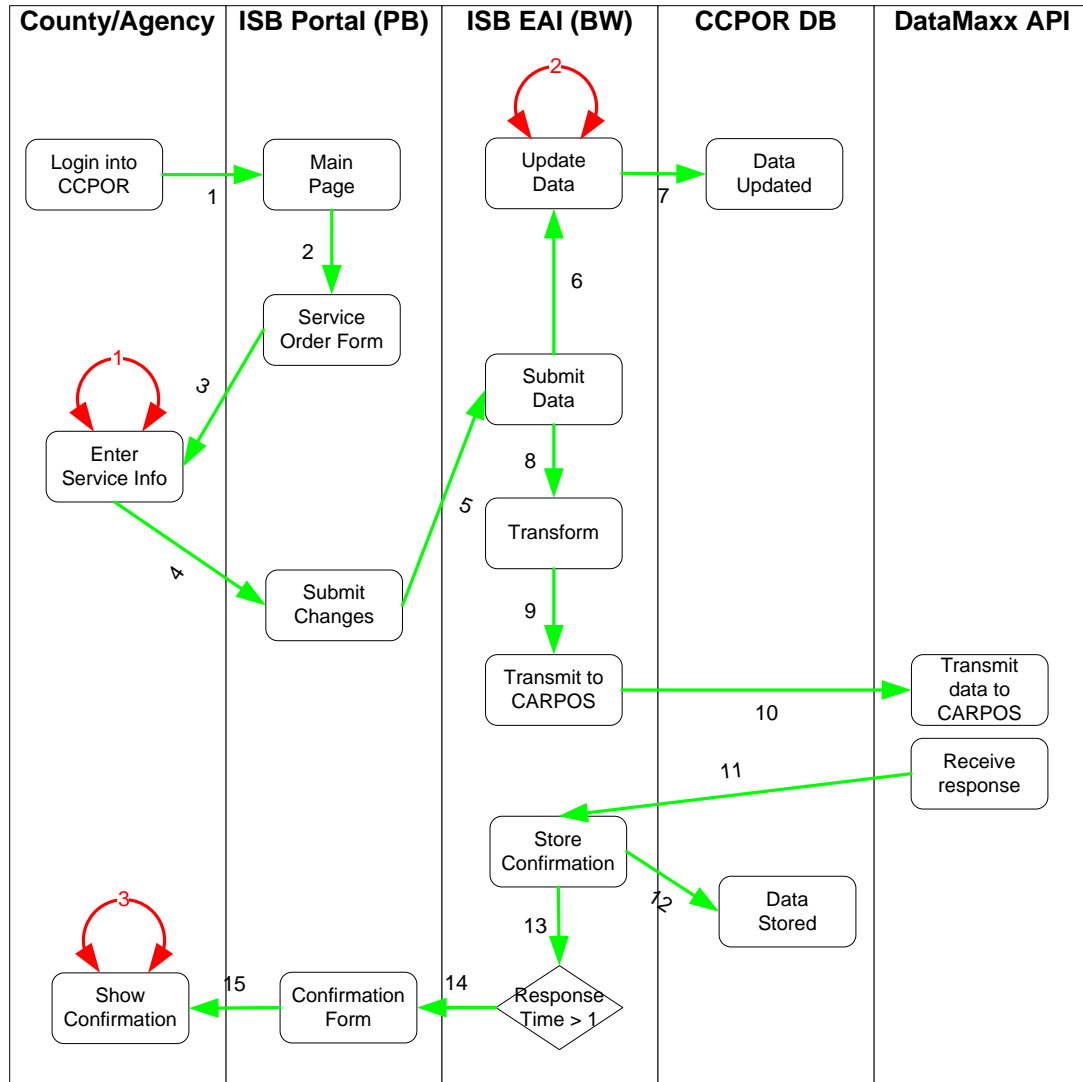 County/Agency
ISB Portal (PB)
ISB EAI (BW)
CCPOR DB
DataMaxx API
2
Login into
CCPOR
1
Main
Page
Update
Data
7
Data
Updated
2
6
Service
Order Form
1
3
Submit
Data
Enter
Service Info
8
5
Transform
4
Submit
Changes
9
Transmit to
CARPOS
10
Transmit
data to
CARPOS
11
Receive
response
Store
Confirmation
12
Data
Stored
3
13
15
14
Show
Confirmation
Confirmation
Form
Response
Time > 1